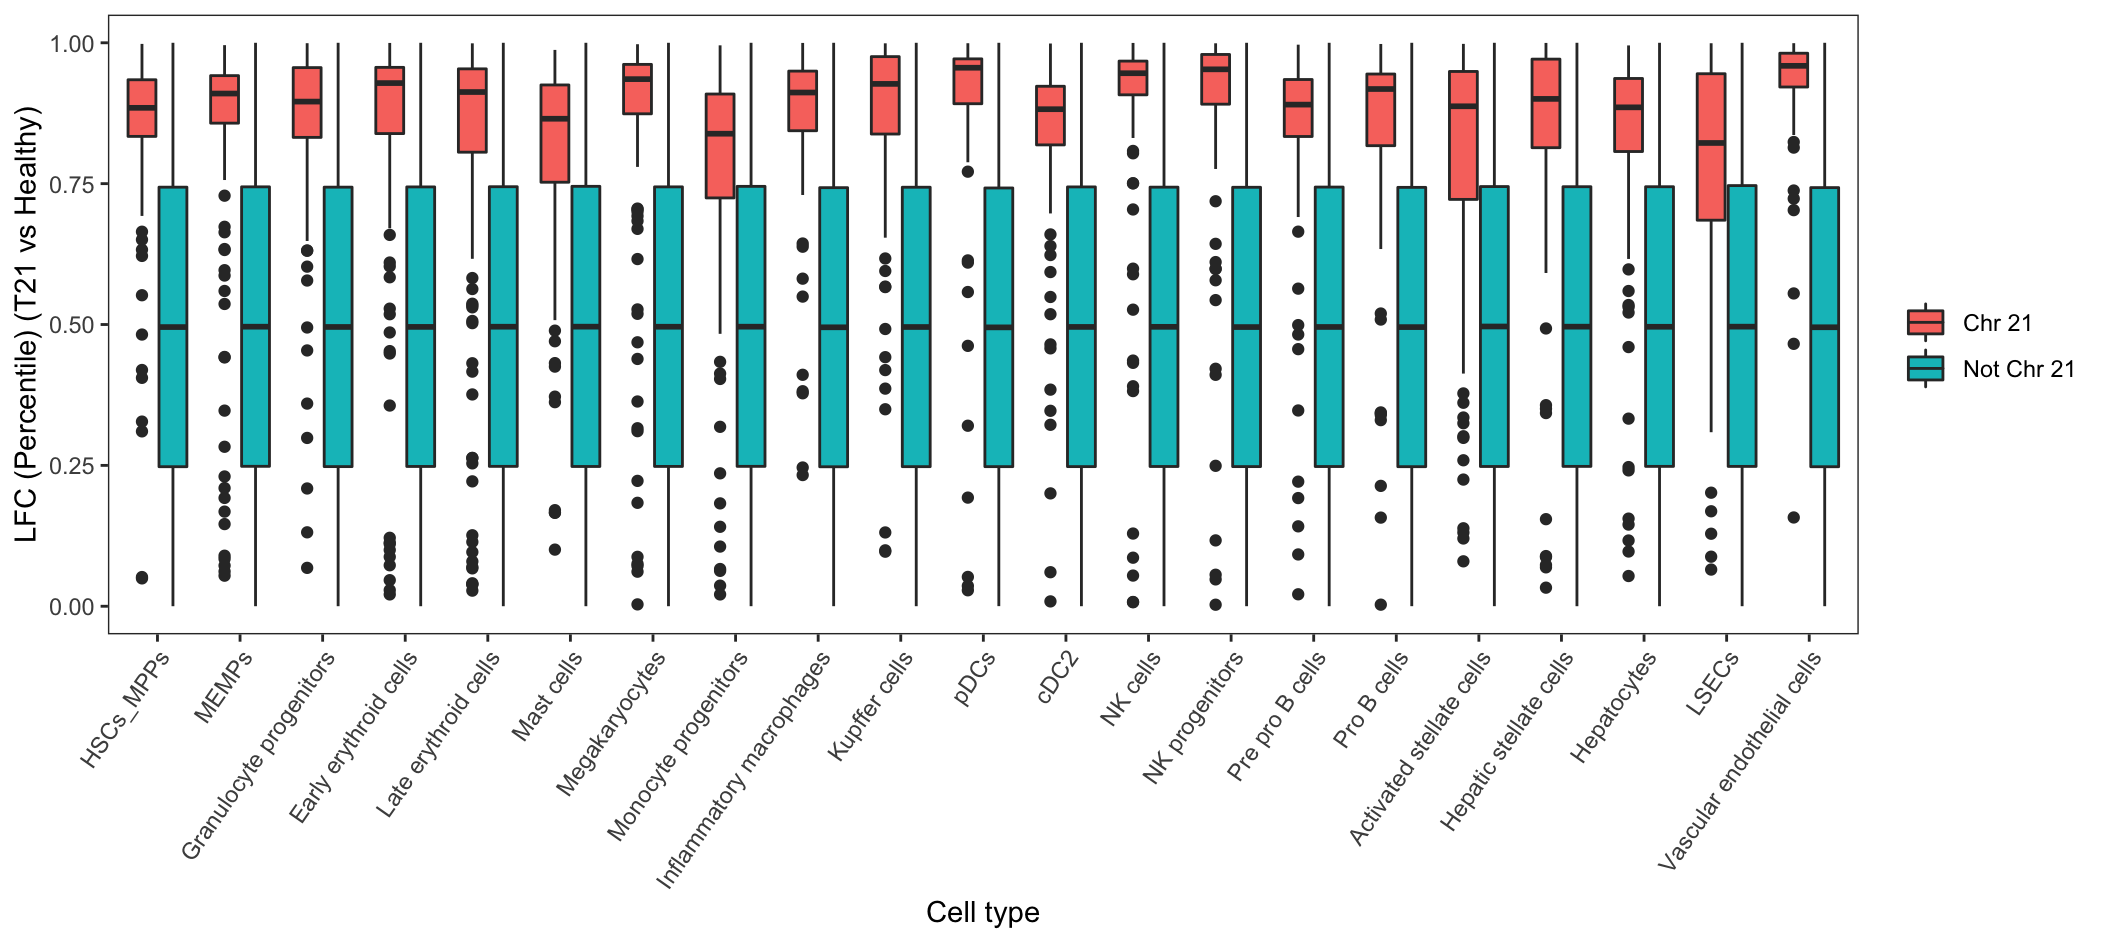 LFC (Percentile) (T21 vs Healthy)
1.00
0.75
0.50
0.25
0.00
HSCs_MPPs
MEMPs
Granulocyte progenitors
Early erythroid cells
Late erythroid cells
Mast cells
Megakaryocytes
Monocyte progenitors
Inflammatory macrophages
Kupffer cells
pDCs
cDC2
NK cells
NK progenitors
Pre pro B cells
Pro B cells
Activated stellate cells
Hepatic stellate cells
Hepatocytes
LSECs
Vascular endothelial cells
Cell type
Chr 21
Not Chr 21